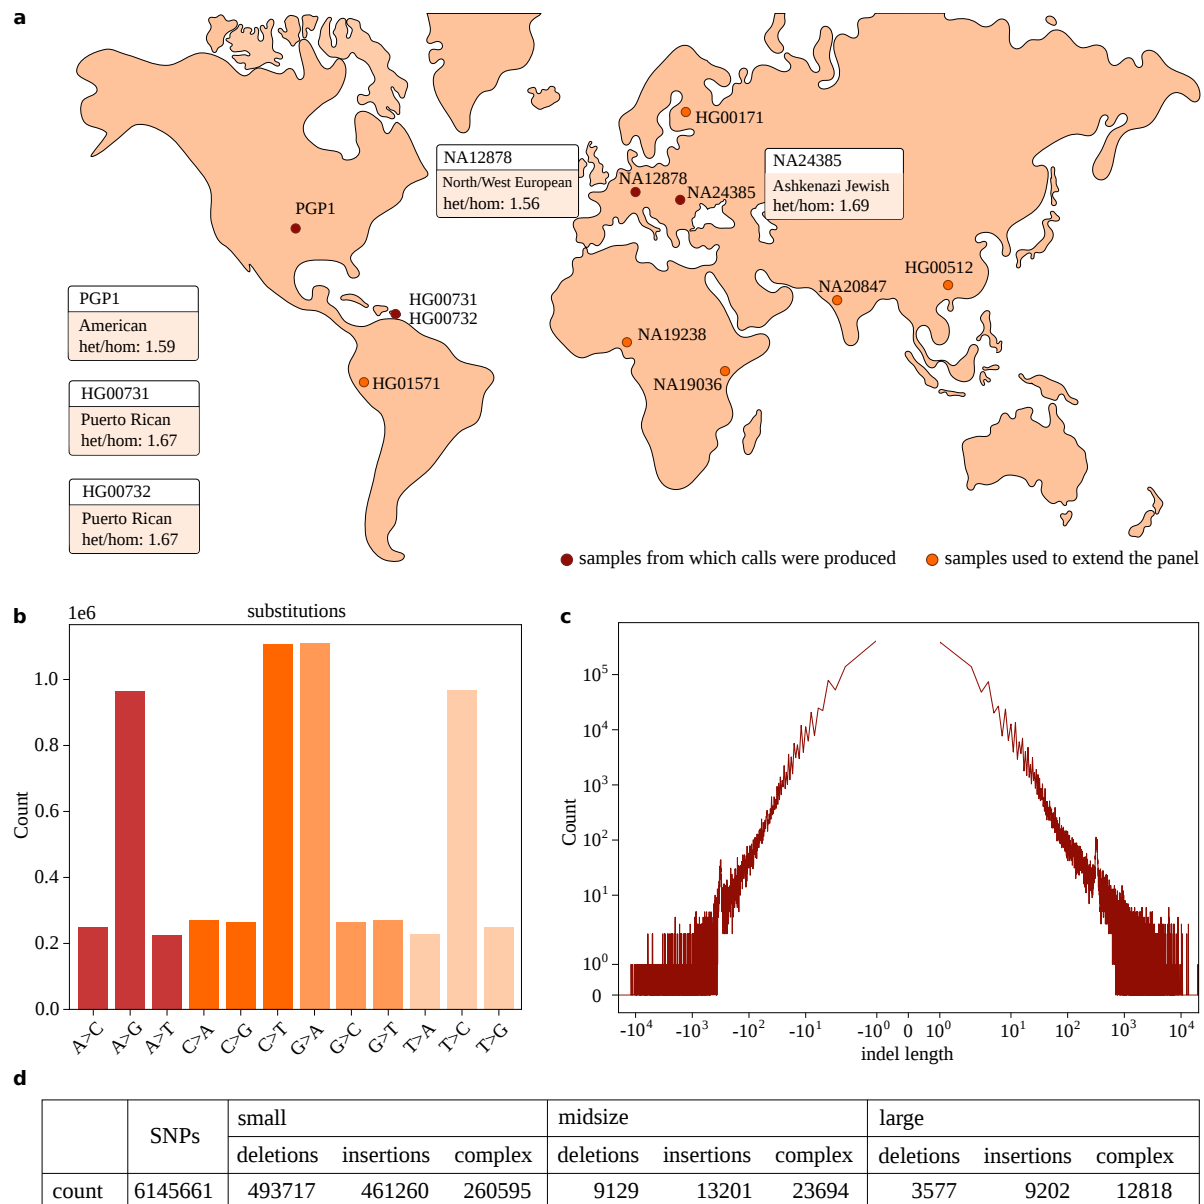 a
HG00171
NA12878
North/West European
het/hom: 1.56
NA12878
NA24385
NA24385
Ashkenazi Jewish
het/hom: 1.69
PGP1
HG00512
NA20847
PGP1
American
het/hom: 1.59
HG00731
HG00732
NA19238
NA19036
HG01571
HG00731
Puerto Rican
het/hom: 1.67
HG00732
Puerto Rican
het/hom: 1.67
samples from which calls were produced
samples used to extend the panel
b
1e6
substitutions
Count
1.0
0.8
0.6
0.4
0.2
0.0
A>C A>G A>T C>A C>G C>T G>A G>C G>T T>A T>C T>G
c
Count
10^5
10^4
10^3
10^2
10^1
10^0
0
-10^4 -10^3 -10^2 -10^1 -10^0 0 10^0 10^1 10^2 10^3 10^4
indel length
d
SNPs small midsize large
deletions insertions complex deletions insertions complex deletions insertions complex
count 6145661 493717 461260 260595 9129 13201 23694 3577 9202 12818